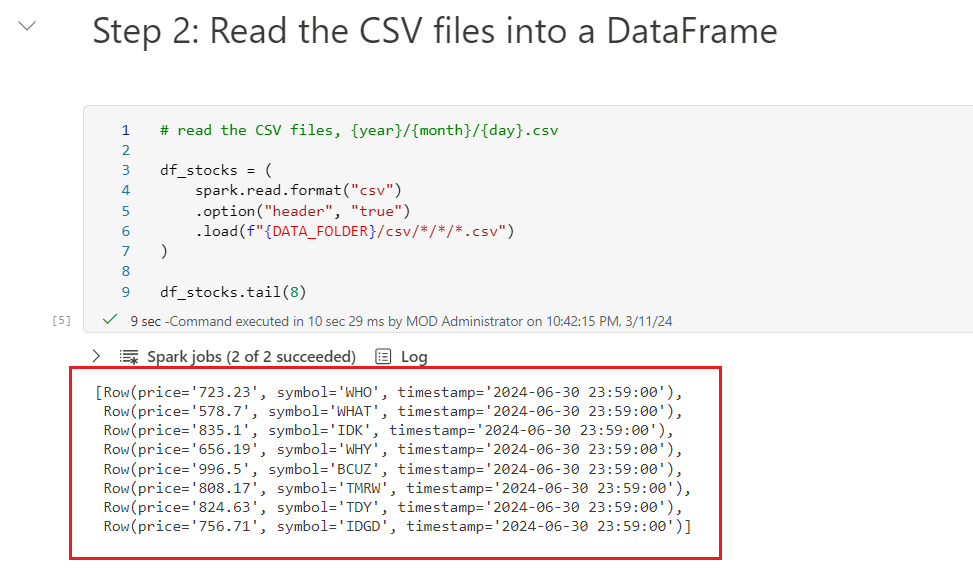 Step 2: Read the CSV files into a DataFrame
1 # read the CSV files, {year}/{month}/{day}.csv
2
3 df_stocks = (
4     spark.read.format("csv")
5     .option("header", "true")
6     .load(f"{DATA_FOLDER}/csv/*/*/*.csv")
7 )
8
9 df_stocks.tail(8)
[5] 9 sec -Command executed in 10 sec 29 ms by MOD Administrator on 10:42:15 PM, 3/11/24
Spark jobs (2 of 2 succeeded) Log
[Row(price='723.23', symbol='WHO', timestamp='2024-06-30 23:59:00'),
 Row(price='578.7', symbol='WHAT', timestamp='2024-06-30 23:59:00'),
 Row(price='835.1', symbol='IDK', timestamp='2024-06-30 23:59:00'),
 Row(price='656.19', symbol='WHY', timestamp='2024-06-30 23:59:00'),
 Row(price='996.5', symbol='BCUZ', timestamp='2024-06-30 23:59:00'),
 Row(price='808.17', symbol='TMRW', timestamp='2024-06-30 23:59:00'),
 Row(price='824.63', symbol='TDY', timestamp='2024-06-30 23:59:00'),
 Row(price='756.71', symbol='IDGD', timestamp='2024-06-30 23:59:00')]